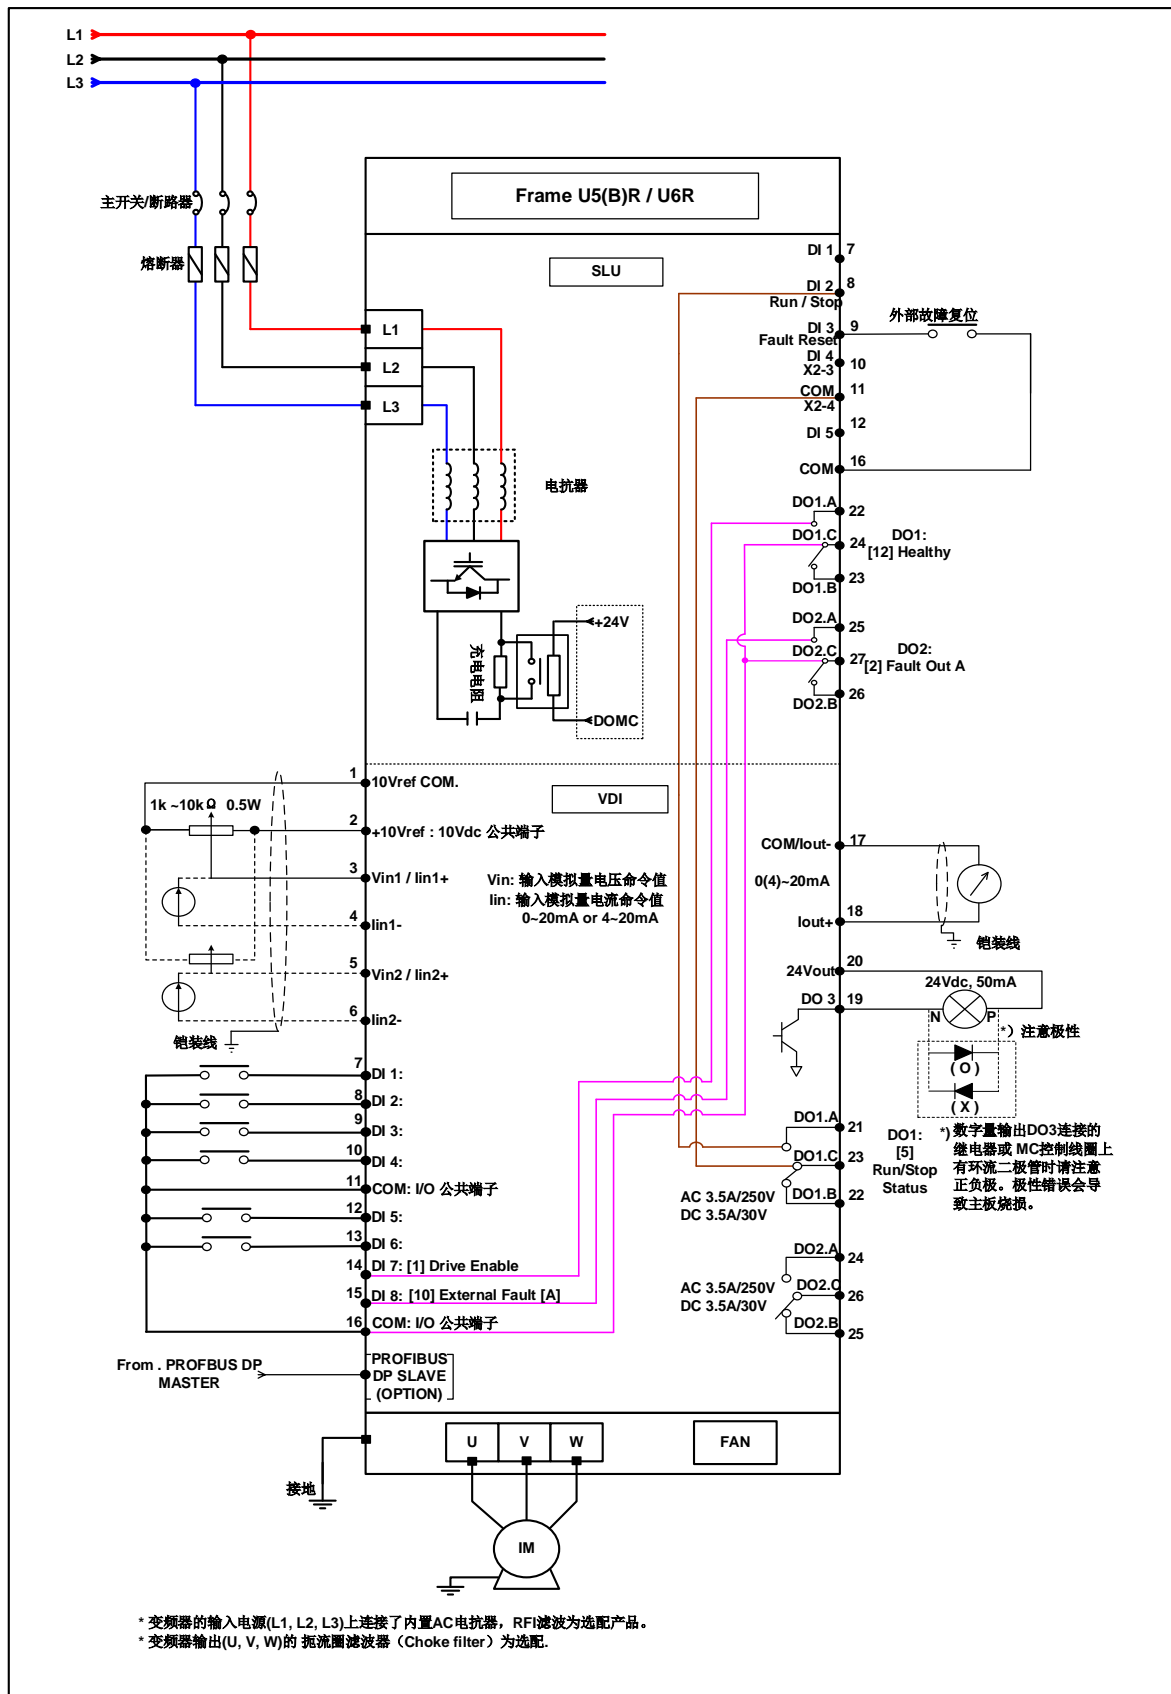 L1
L2
L3
主开关/断路器
熔断器
Frame U5(B)R / U6R
SLU
L1
L2
L3
电抗器
充电电阻
+24V
DOMC
DI 1 7
DI 2 8
Run / Stop
DI 3 9
Fault Reset
DI 4
X2-3 10
COM 11
X2-4
12
DI 5
16
COM
外部故障复位
DO1.A
22
DO1.C 24
DO1:
[12] Healthy
23
DO1.B
DO2.A
25
DO2.C 27
DO2:
[2] Fault Out A
26
DO2.B
VDI
1 10Vref COM.
1k ~10kΩ 0.5W
2 +10Vref : 10Vdc 公共端子
3 Vin1 / Iin1+
4 Iin1-
5 Vin2 / Iin2+
6 Iin2-
铠装线
Vin: 输入模拟量电压命令值
Iin: 输入模拟量电流命令值
0~20mA or 4~20mA
COM/Iout- 17
0(4)~20mA
Iout+ 18
铠装线
24Vout 20
24Vdc, 50mA
DO 3 19
N P
*）注意极性
( O )
( X )
*) 数字量输出DO3连接的
继电器或 MC控制线圈上
有环流二极管时请注意
正负极。极性错误会导
致主板烧损。
7 DI 1:
8 DI 2:
9 DI 3:
10 DI 4:
11 COM: I/O 公共端子
12 DI 5:
13 DI 6:
14 DI 7: [1] Drive Enable
15 DI 8: [10] External Fault [A]
16 COM: I/O 公共端子
DO1.A 21
DO1:
[5]
Run/Stop
Status
DO1.C 23
AC 3.5A/250V
DC 3.5A/30V
DO1.B 22
DO2.A 24
AC 3.5A/250V
DC 3.5A/30V
DO2.C 26
DO2.B 25
From . PROFBUS DP
MASTER
PROFIBUS
DP SLAVE
(OPTION)
U V W
FAN
接地
IM
* 变频器的输入电源(L1, L2, L3)上连接了内置AC电抗器，RFI滤波为选配产品。
* 变频器输出(U, V, W)的 扼流圈滤波器（Choke filter）为选配.